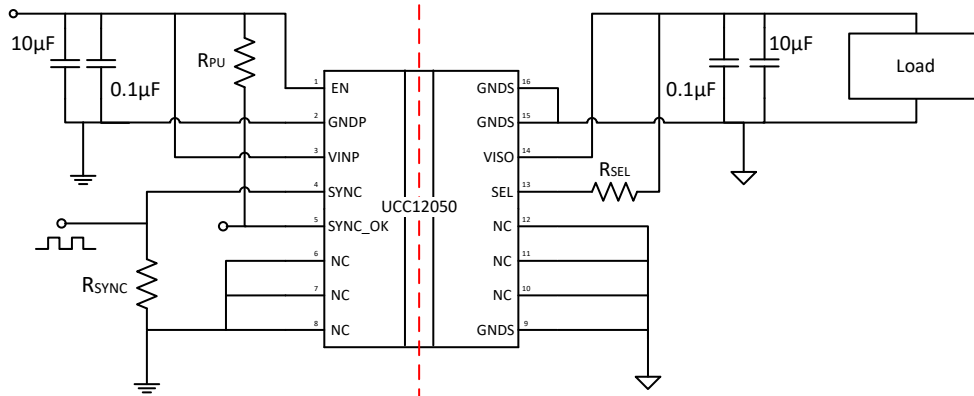 10µF
0.1µF
RPU
1
EN
2
GNDP
3
VINP
4
SYNC
5
SYNC_OK
6
NC
7
NC
8
NC
RSYNC
UCC12050
16
GNDS
15
GNDS
14
VISO
13
SEL
12
NC
11
NC
10
NC
9
GNDS
RSEL
0.1µF
10µF
Load